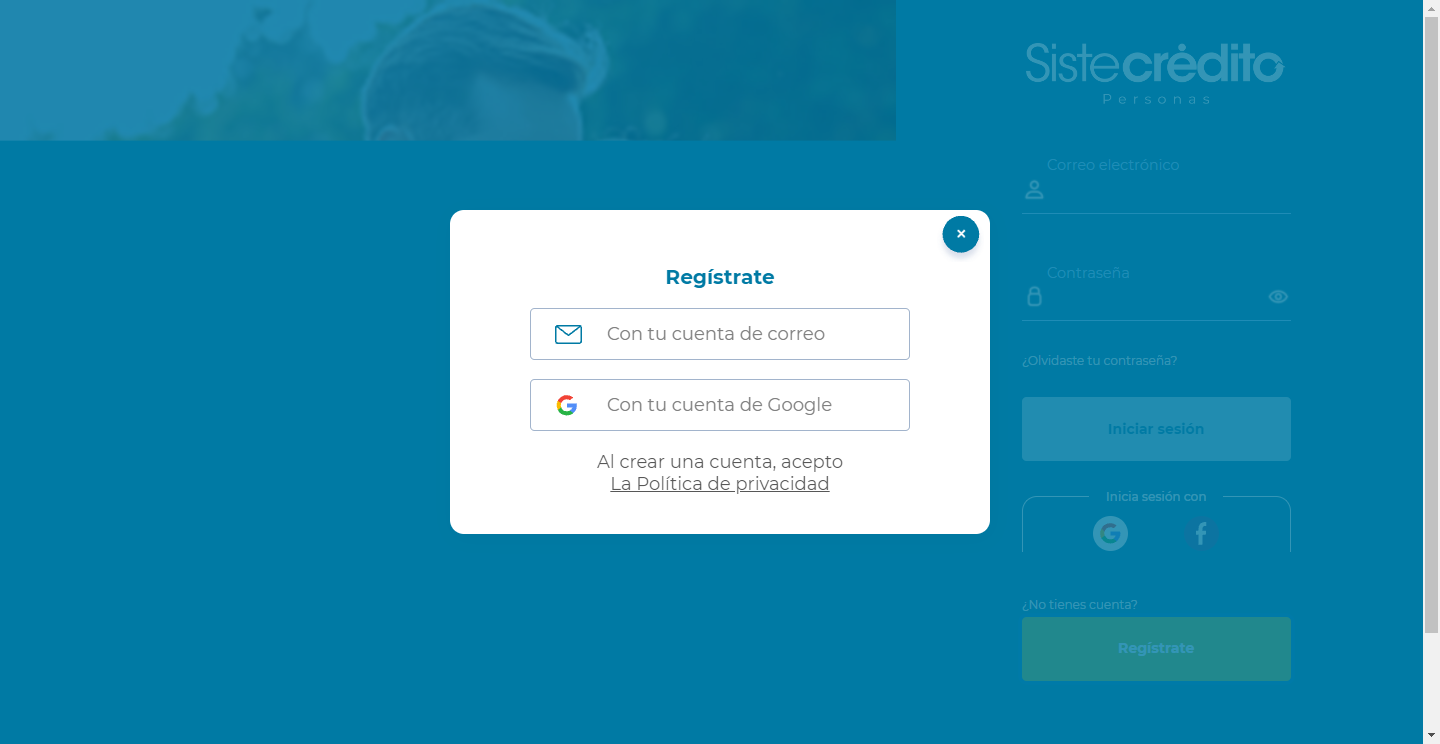 Sistecrédito
Personas
Correo electrónico
Contraseña
¿Olvidaste tu contraseña?
Iniciar sesión
Inicia sesión con
¿No tienes cuenta?
Regístrate
×
Regístrate
Con tu cuenta de correo
Con tu cuenta de Google
Al crear una cuenta, acepto
La Política de privacidad